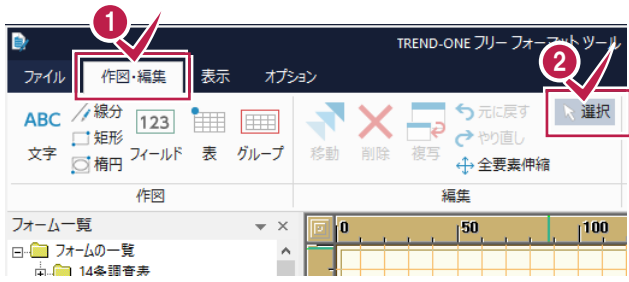 1
TREND-ONE フリー フォーマット ツール
ファイル 作図・編集 表示 オプション
2
ABC 線分 123 元に戻す 選択
矩形 やり直し
文字 楕円 フィールド 表 グループ 移動 削除 複写 全要素伸縮
作図 編集
フォーム一覧 0 50 100
フォームの一覧
14条調査表